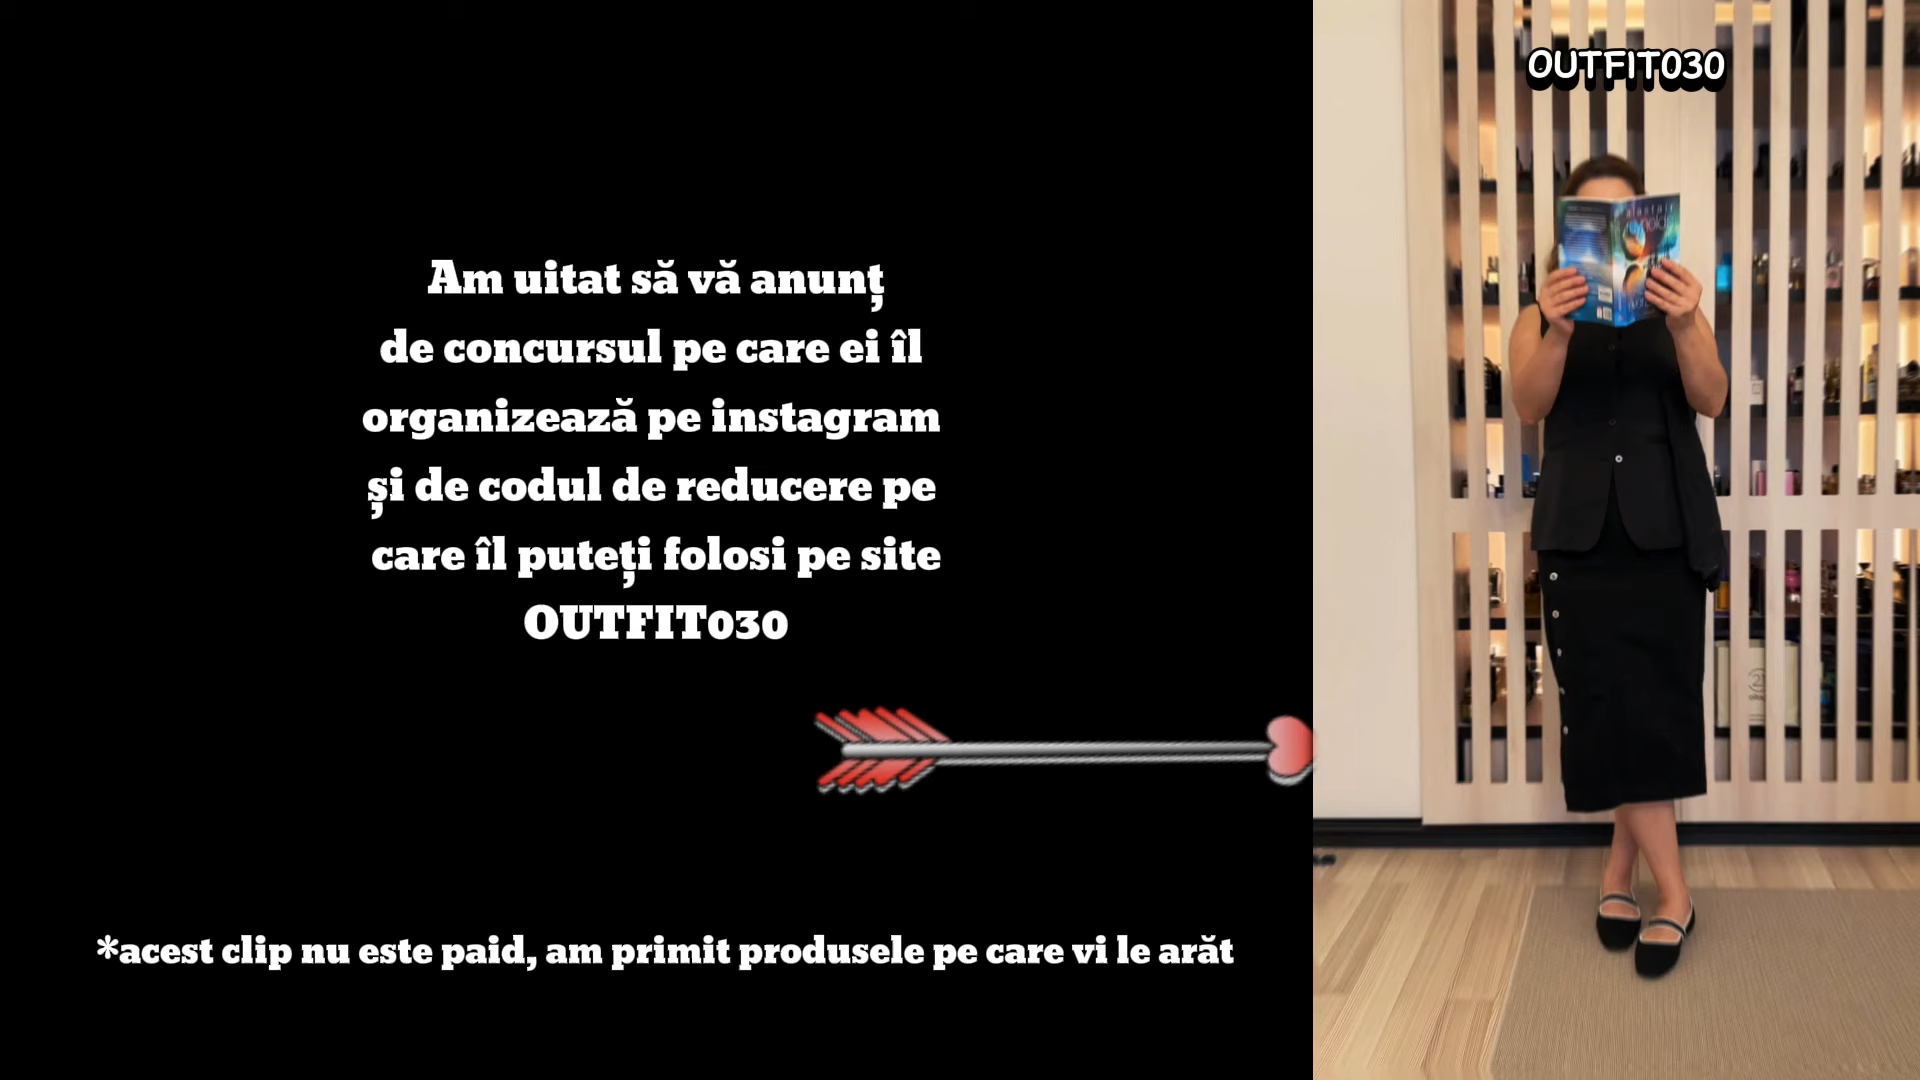 Am uitat să vă anunț
de concursul pe care ei îl
organizează pe instagram
și de codul de reducere pe
care îl puteți folosi pe site
OUTFIT030
*acest clip nu este paid, am primit produsele pe care vi le arăt
OUTFIT030
alastair
reynolds